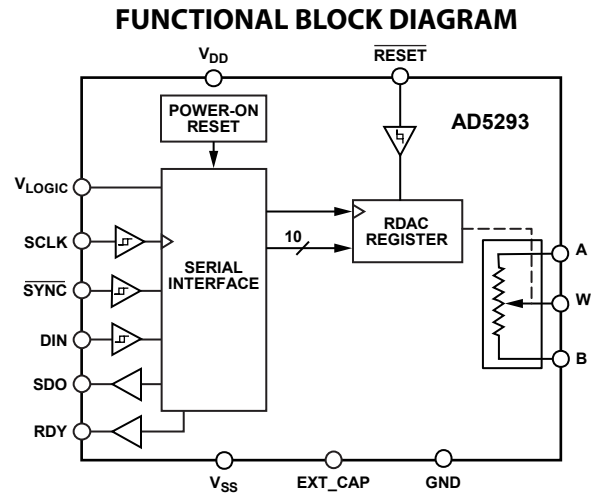 FUNCTIONAL BLOCK DIAGRAM
VDD
RESET
POWER-ON
RESET
AD5293
VLOGIC
SCLK
SYNC
DIN
SDO
RDY
SERIAL
INTERFACE
10
RDAC
REGISTER
A
W
B
VSS
EXT_CAP
GND